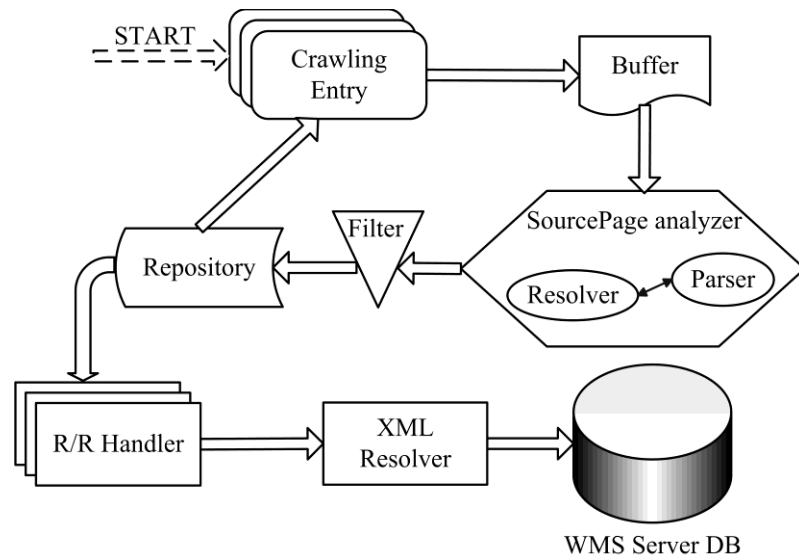 START
Crawling
Entry
Buffer
SourcePage analyzer
Resolver
Parser
Filter
Repository
R/R Handler
XML
Resolver
WMS Server DB